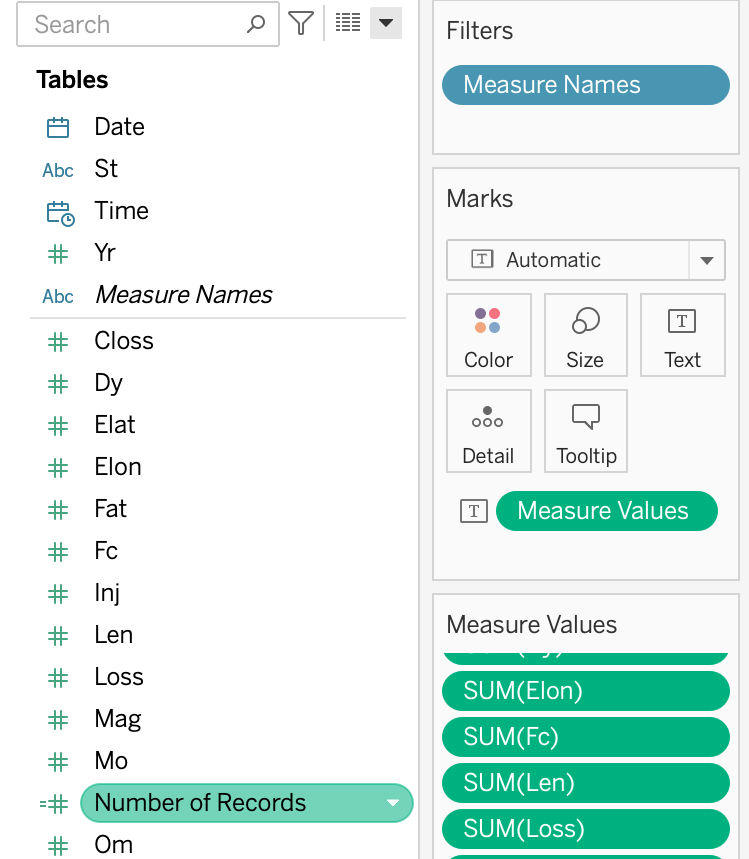 Search
Tables
Date
Abc St
Time
Yr
Abc Measure Names
Closs
Dy
Elat
Elon
Fat
Fc
Inj
Len
Loss
Mag
Mo
Number of Records
Om
Filters
Measure Names
Marks
T Automatic
Color Size T Text
Detail Tooltip
T Measure Values
Measure Values
SUM(Elon)
SUM(Fc)
SUM(Len)
SUM(Loss)